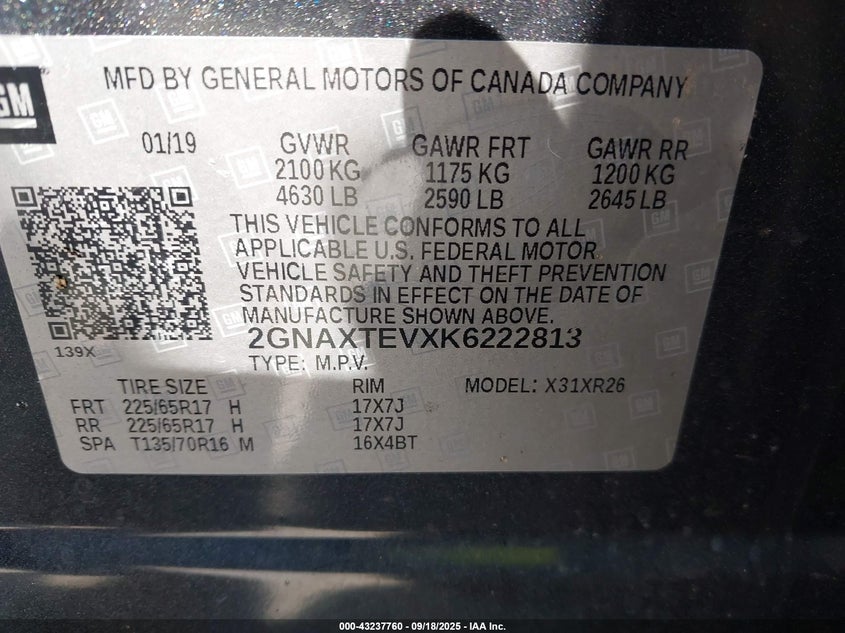 GM
MFD BY GENERAL MOTORS OF CANADA COMPANY
01/19 GVWR GAWR FRT GAWR RR
2100 KG 1175 KG 1200 KG
4630 LB 2590 LB 2645 LB
THIS VEHICLE CONFORMS TO ALL
APPLICABLE U.S. FEDERAL MOTOR
VEHICLE SAFETY AND THEFT PREVENTION
STANDARDS IN EFFECT ON THE DATE OF
MANUFACTURE SHOWN ABOVE.
2GNAXTEVXK6222813
139X
TYPE: M.P.V.
TIRE SIZE RIM MODEL: X31XR26
FRT 225/65R17 H 17X7J
RR 225/65R17 H 17X7J
SPA T135/70R16 M 16X4BT
000-43237760 - 09/18/2025 - IAA Inc.